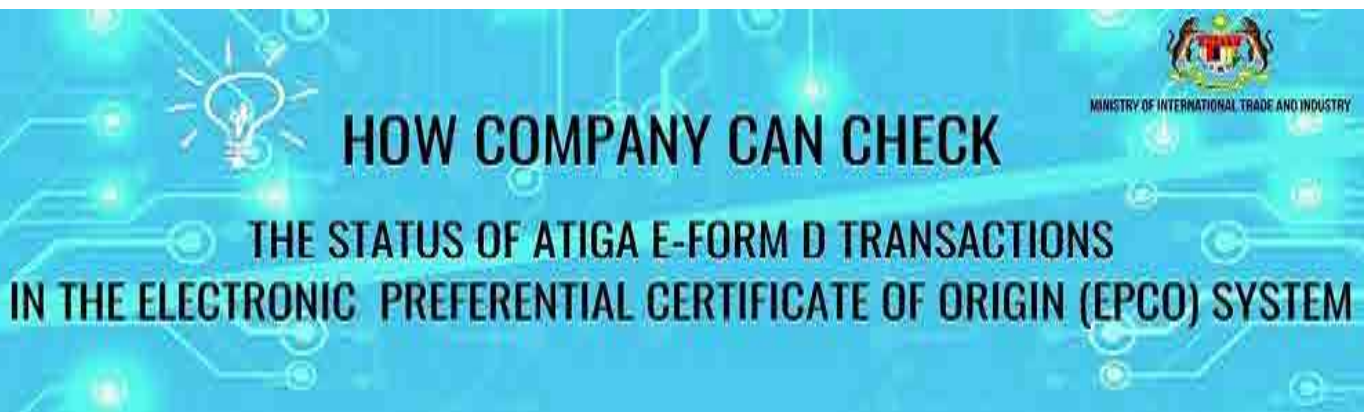 MINISTRY OF INTERNATIONAL TRADE AND INDUSTRY
HOW COMPANY CAN CHECK
THE STATUS OF ATIGA E-FORM D TRANSACTIONS
IN THE ELECTRONIC PREFERENTIAL CERTIFICATE OF ORIGIN (EPCO) SYSTEM